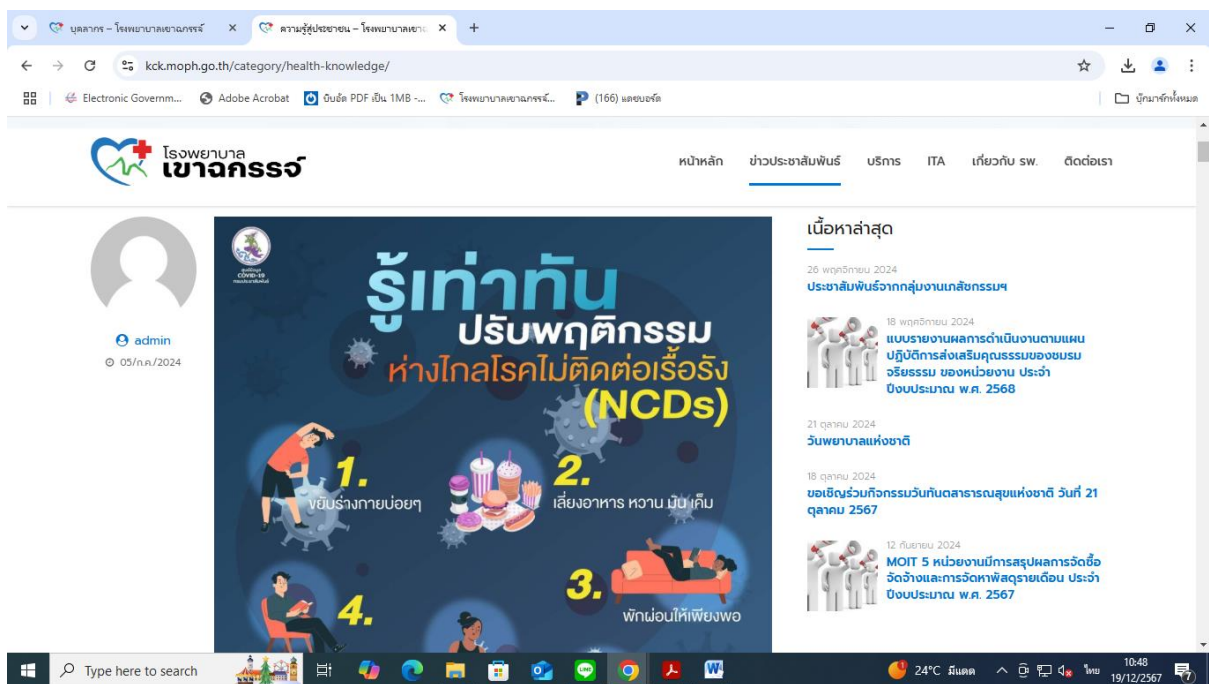 บุคลากร – โรงพยาบาลเขาฉกรรจ์
ความรู้สู่ประชาชน – โรงพยาบาลเขา
kck.moph.go.th/category/health-knowledge/
Electronic Governm...
Adobe Acrobat
บีบอัด PDF เป็น 1MB -...
โรงพยาบาลเขาฉกรรจ์...
(166) แดชบอร์ด
บุ๊กมาร์กทั้งหมด
โรงพยาบาล
เขาฉกรรจ์
หน้าหลัก
ข่าวประชาสัมพันธ์
บริการ
ITA
เกี่ยวกับ รพ.
ติดต่อเรา
admin
05/ก.ค./2024
ศูนย์ข้อมูล
COVID-19
กรมประชาสัมพันธ์
รู้เท่าทัน
ปรับพฤติกรรม
ห่างไกลโรคไม่ติดต่อเรื้อรัง
(NCDs)
1.
ขยับร่างกายบ่อยๆ
2.
เลี่ยงอาหาร หวาน มัน เค็ม
3.
พักผ่อนให้เพียงพอ
4.
เนื้อหาล่าสุด
26 พฤศจิกายน 2024
ประชาสัมพันธ์จากกลุ่มงานเภสัชกรรมฯ
18 พฤศจิกายน 2024
แบบรายงานผลการดำเนินงานตามแผน
ปฏิบัติการส่งเสริมคุณธรรมของชมรม
จริยธรรม ของหน่วยงาน ประจำ
ปีงบประมาณ พ.ศ. 2568
21 ตุลาคม 2024
วันพยาบาลแห่งชาติ
18 ตุลาคม 2024
ขอเชิญร่วมกิจกรรมวันทันตสาธารณสุขแห่งชาติ วันที่ 21
ตุลาคม 2567
12 กันยายน 2024
MOIT 5 หน่วยงานมีการสรุปผลการจัดซื้อ
จัดจ้างและการจัดหาพัสดุรายเดือน ประจำ
ปีงบประมาณ พ.ศ. 2567
Type here to search
24°C มีแดด
ไทย
10:48
19/12/2567